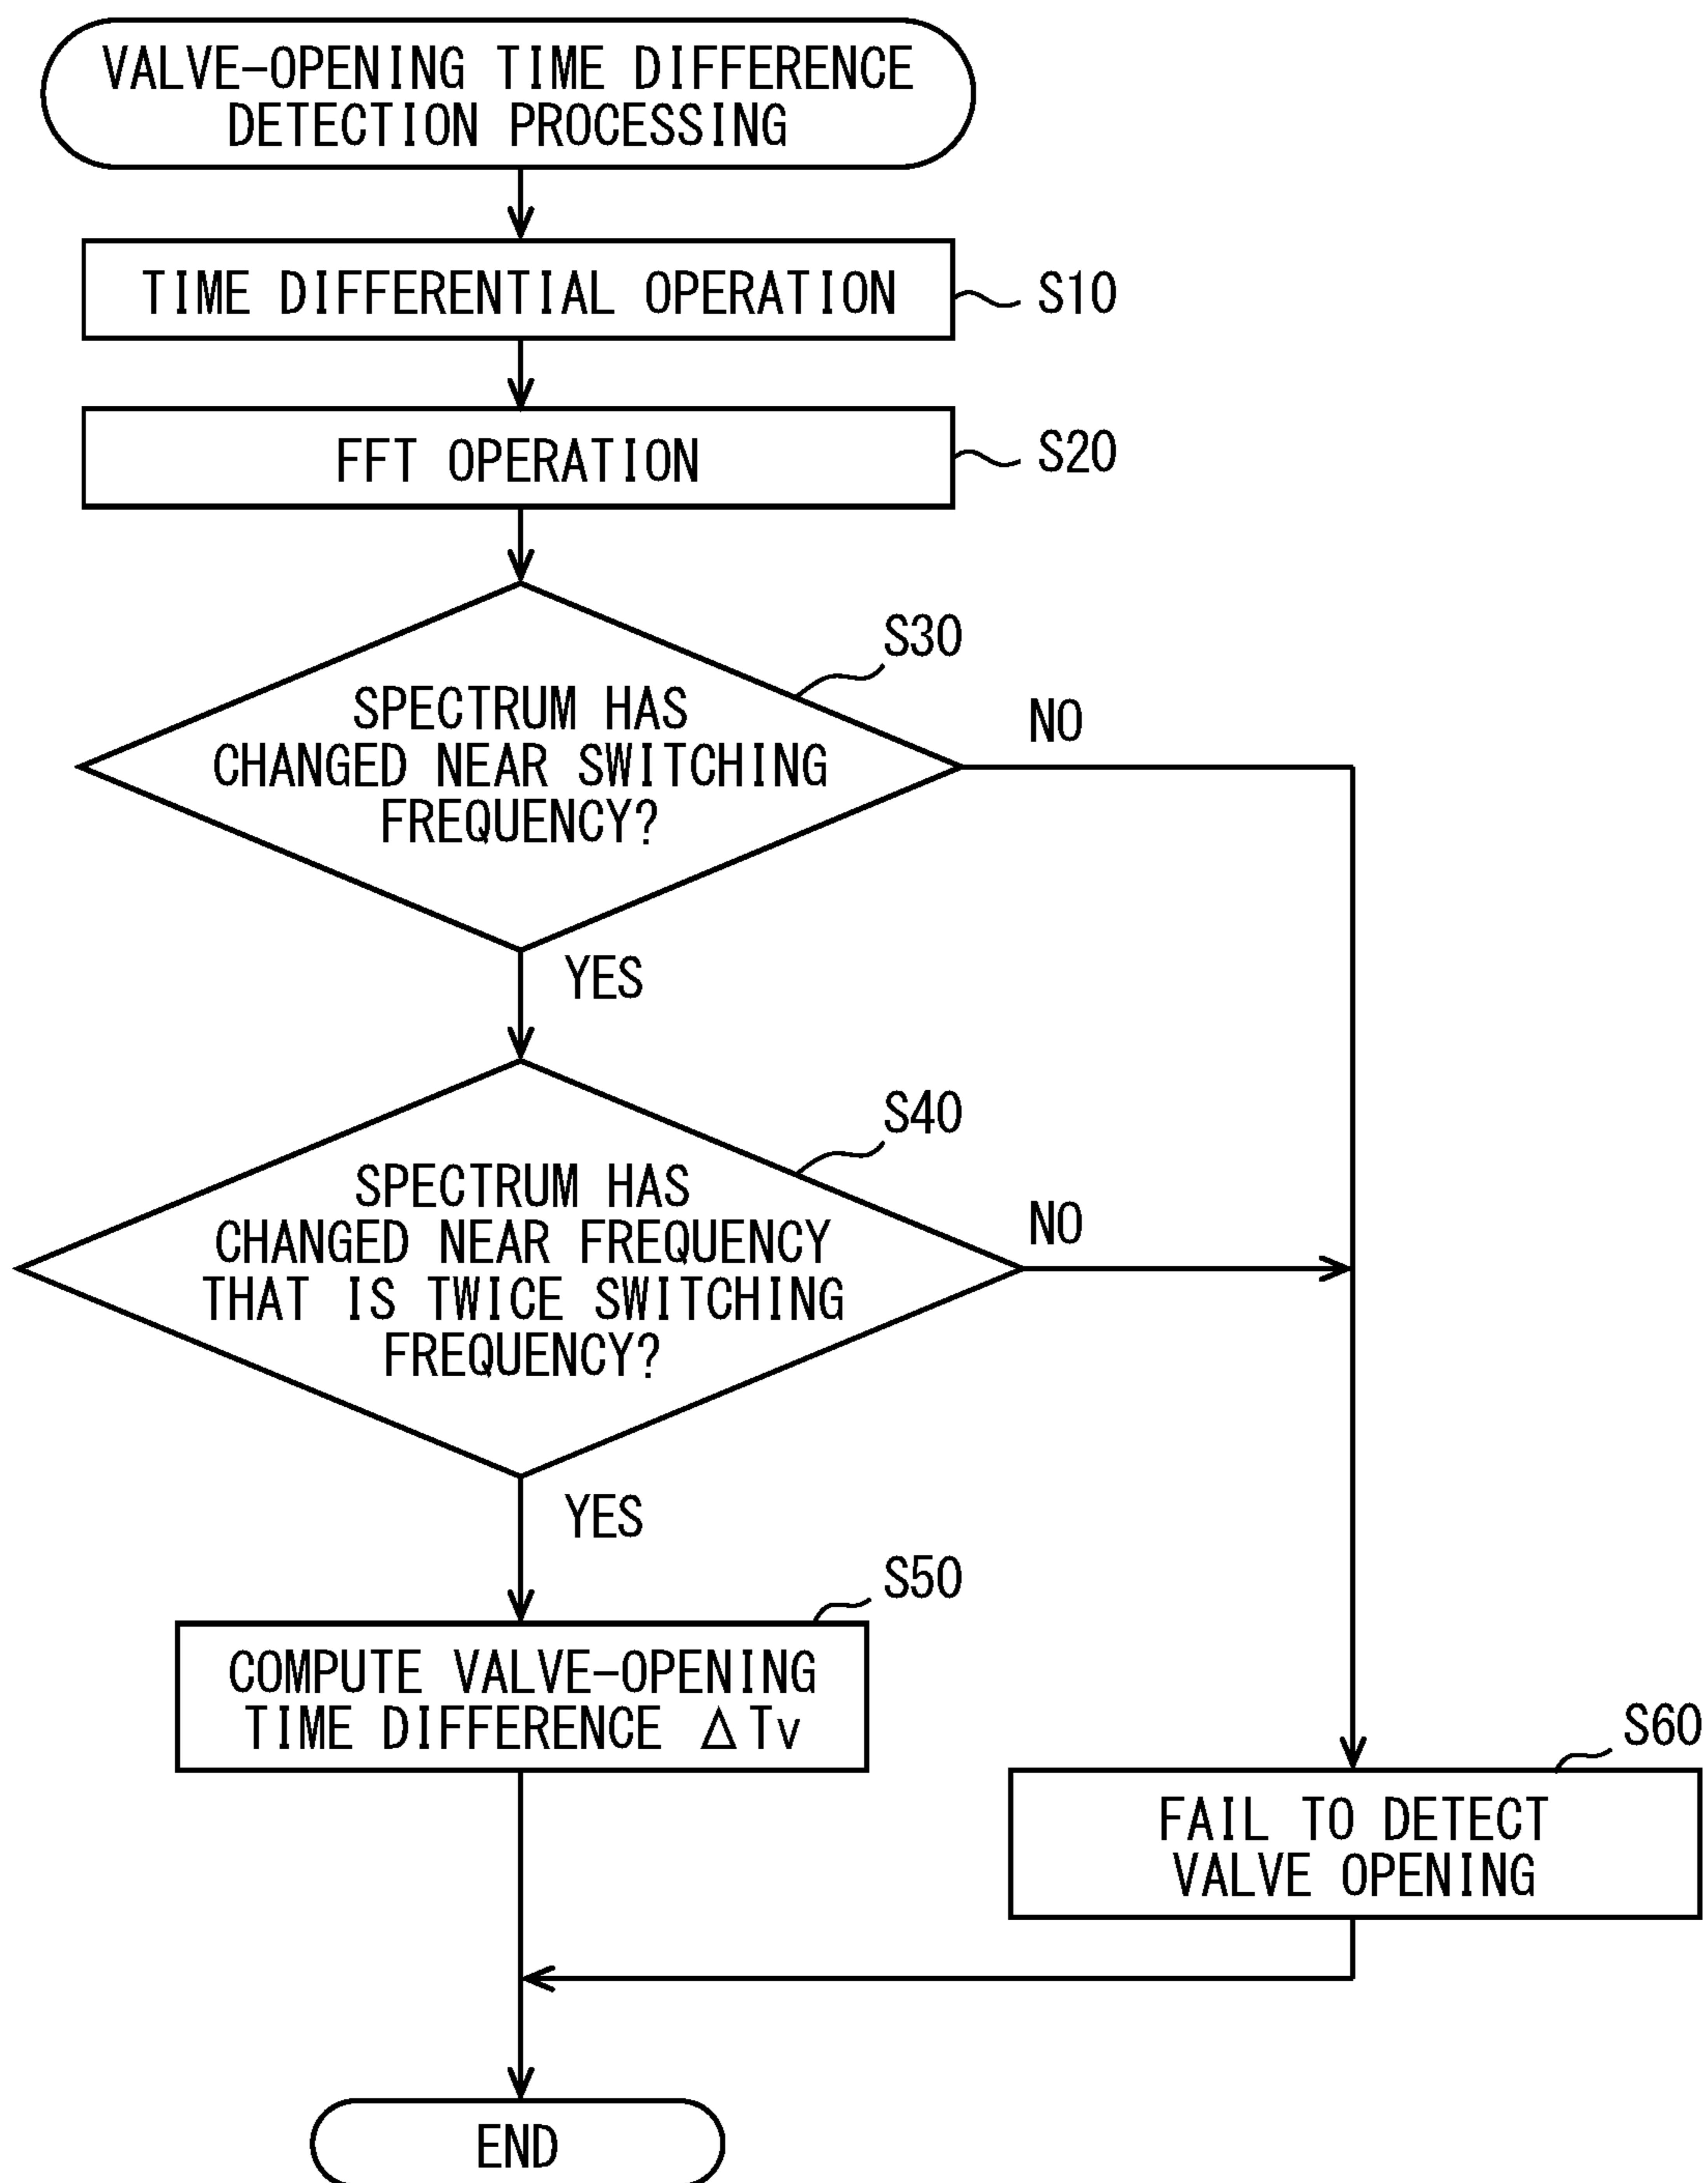 VALVE-OPENING TIME DIFFERENCE
DETECTION PROCESSING
TIME DIFFERENTIAL OPERATION
S10
FFT OPERATION
S20
S30
SPECTRUM HAS
CHANGED NEAR SWITCHING
FREQUENCY?
NO
YES
S40
SPECTRUM HAS
CHANGED NEAR FREQUENCY
THAT IS TWICE SWITCHING
FREQUENCY?
NO
YES
S50
COMPUTE VALVE-OPENING
TIME DIFFERENCE ΔTv
S60
FAIL TO DETECT
VALVE OPENING
END